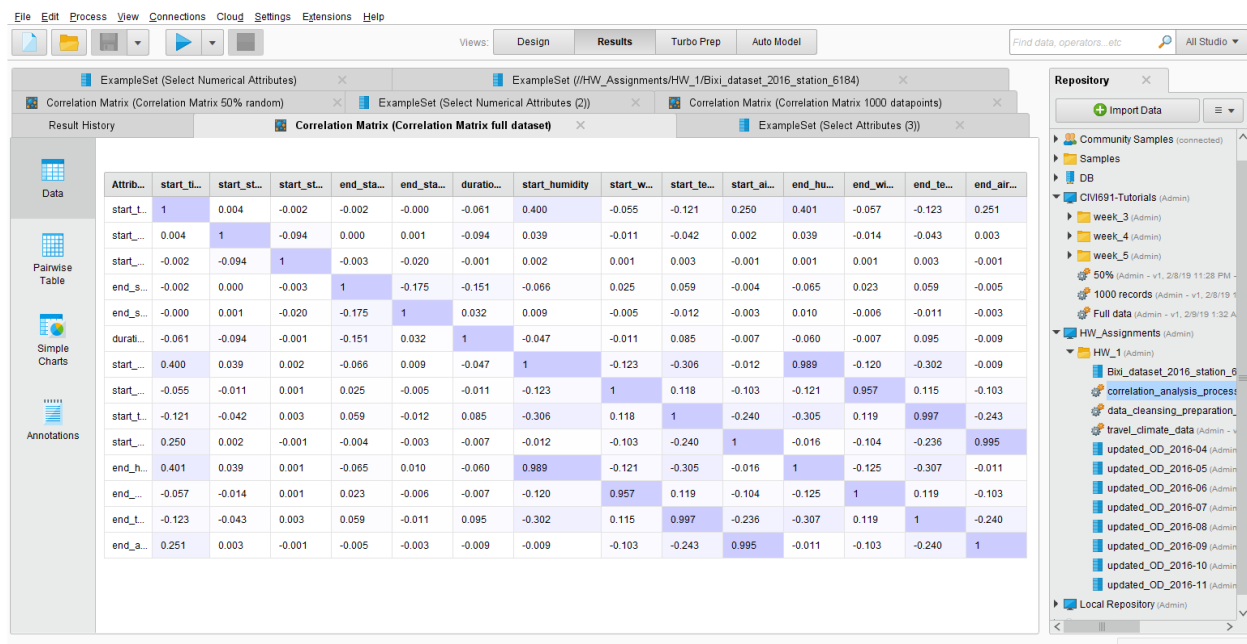 File Edit Process View Connections Cloud Settings Extensions Help
Views: Design Results Turbo Prep Auto Model Find data, operators...etc All Studio
ExampleSet (Select Numerical Attributes) ExampleSet (//HW_Assignments/HW_1/Bixi_dataset_2016_station_6184)
Correlation Matrix (Correlation Matrix 50% random) ExampleSet (Select Numerical Attributes (2)) Correlation Matrix (Correlation Matrix 1000 datapoints)
Result History Correlation Matrix (Correlation Matrix full dataset) ExampleSet (Select Attributes (3))
Data
Pairwise
Table
Simple
Charts
Annotations
Attrib... start_ti... start_st... start_st... end_sta... end_sta... duratio... start_humidity start_w... start_te... start_ai... end_hu... end_wi... end_te... end_air...
start_t... 1 0.004 -0.002 -0.002 -0.000 -0.061 0.400 -0.055 -0.121 0.250 0.401 -0.057 -0.123 0.251
start_... 0.004 1 -0.094 0.000 0.001 -0.094 0.039 -0.011 -0.042 0.002 0.039 -0.014 -0.043 0.003
start_... -0.002 -0.094 1 -0.003 -0.020 -0.001 0.002 0.001 0.003 -0.001 0.001 0.001 0.003 -0.001
end_s... -0.002 0.000 -0.003 1 -0.175 -0.151 -0.066 0.025 0.059 -0.004 -0.065 0.023 0.059 -0.005
end_s... -0.000 0.001 -0.020 -0.175 1 0.032 0.009 -0.005 -0.012 -0.003 0.010 -0.006 -0.011 -0.003
durati... -0.061 -0.094 -0.001 -0.151 0.032 1 -0.047 -0.011 0.085 -0.007 -0.060 -0.007 0.095 -0.009
start_... 0.400 0.039 0.002 -0.066 0.009 -0.047 1 -0.123 -0.306 -0.012 0.989 -0.120 -0.302 -0.009
start_... -0.055 -0.011 0.001 0.025 -0.005 -0.011 -0.123 1 0.118 -0.103 -0.121 0.957 0.115 -0.103
start_t... -0.121 -0.042 0.003 0.059 -0.012 0.085 -0.306 0.118 1 -0.240 -0.305 0.119 0.997 -0.243
start_... 0.250 0.002 -0.001 -0.004 -0.003 -0.007 -0.012 -0.103 -0.240 1 -0.016 -0.104 -0.236 0.995
end_h... 0.401 0.039 0.001 -0.065 0.010 -0.060 0.989 -0.121 -0.305 -0.016 1 -0.125 -0.307 -0.011
end_... -0.057 -0.014 0.001 0.023 -0.006 -0.007 -0.120 0.957 0.119 -0.104 -0.125 1 0.119 -0.103
end_t... -0.123 -0.043 0.003 0.059 -0.011 0.095 -0.302 0.115 0.997 -0.236 -0.307 0.119 1 -0.240
end_a... 0.251 0.003 -0.001 -0.005 -0.003 -0.009 -0.009 -0.103 -0.243 0.995 -0.011 -0.103 -0.240 1
Repository
Import Data
Community Samples (connected)
Samples
DB
CIVI691-Tutorials (Admin)
week_3 (Admin)
week_4 (Admin)
week_5 (Admin)
50% (Admin - v1, 2/8/19 11:28 PM -
1000 records (Admin - v1, 2/8/19 1
Full data (Admin - v1, 2/9/19 1:32 A
HW_Assignments (Admin)
HW_1 (Admin)
Bixi_dataset_2016_station_6
correlation_analysis_process
data_cleansing_preparation_
travel_climate_data (Admin - v
updated_OD_2016-04 (Admin
updated_OD_2016-05 (Admin
updated_OD_2016-06 (Admin
updated_OD_2016-07 (Admin
updated_OD_2016-08 (Admin
updated_OD_2016-09 (Admin
updated_OD_2016-10 (Admin
updated_OD_2016-11 (Admin
Local Repository (Admin)